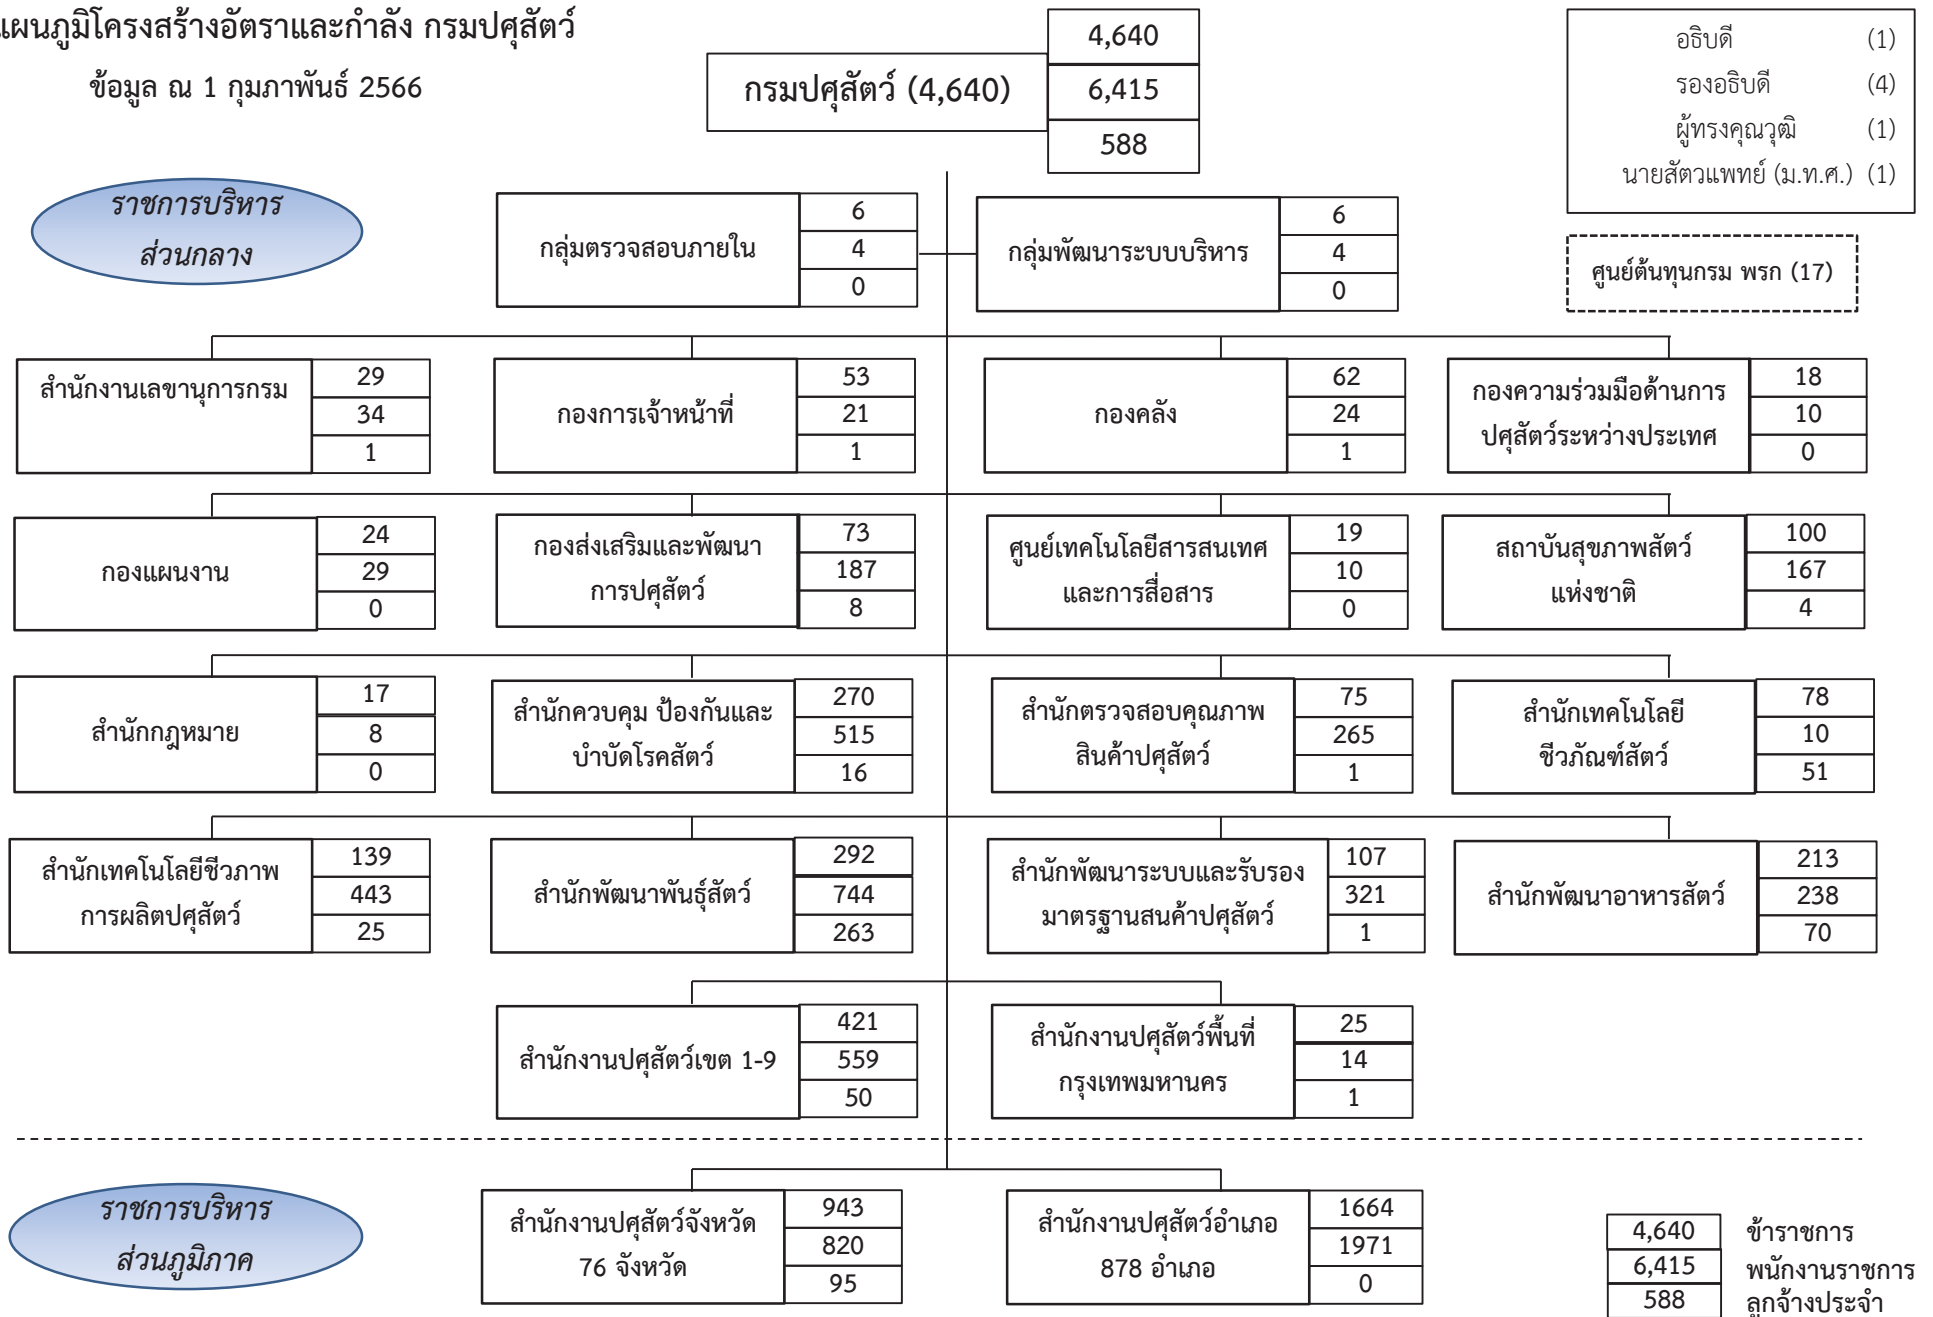 แผนภูมิโครงสร้างอัตราและกำลัง กรมปศุสัตว์
ข้อมูล ณ 1 กุมภาพันธ์ 2566
กรมปศุสัตว์ (4,640)
4,640
6,415
588
อธิบดี (1)
รองอธิบดี (4)
ผู้ทรงคุณวุฒิ (1)
นายสัตวแพทย์ (ม.ท.ศ.) (1)
ศูนย์ต้นทุนกรม พรก (17)
ราชการบริหาร
ส่วนกลาง
กลุ่มตรวจสอบภายใน
6
4
0
กลุ่มพัฒนาระบบบริหาร
6
4
0
สำนักงานเลขานุการกรม
29
34
1
กองการเจ้าหน้าที่
53
21
1
กองคลัง
62
24
1
กองความร่วมมือด้านการ
ปศุสัตว์ระหว่างประเทศ
18
10
0
กองแผนงาน
24
29
0
กองส่งเสริมและพัฒนา
การปศุสัตว์
73
187
8
ศูนย์เทคโนโลยีสารสนเทศ
และการสื่อสาร
19
10
0
สถาบันสุขภาพสัตว์
แห่งชาติ
100
167
4
สำนักกฎหมาย
17
8
0
สำนักควบคุม ป้องกันและ
บำบัดโรคสัตว์
270
515
16
สำนักตรวจสอบคุณภาพ
สินค้าปศุสัตว์
75
265
1
สำนักเทคโนโลยี
ชีวภัณฑ์สัตว์
78
10
51
สำนักเทคโนโลยีชีวภาพ
การผลิตปศุสัตว์
139
443
25
สำนักพัฒนาพันธุ์สัตว์
292
744
263
สำนักพัฒนาระบบและรับรอง
มาตรฐานสนค้าปศุสัตว์
107
321
1
สำนักพัฒนาอาหารสัตว์
213
238
70
สำนักงานปศุสัตว์เขต 1-9
421
559
50
สำนักงานปศุสัตว์พื้นที่
กรุงเทพมหานคร
25
14
1
ราชการบริหาร
ส่วนภูมิภาค
สำนักงานปศุสัตว์จังหวัด
76 จังหวัด
943
820
95
สำนักงานปศุสัตว์อำเภอ
878 อำเภอ
1664
1971
0
4,640 ข้าราชการ
6,415 พนักงานราชการ
588 ลูกจ้างประจำ